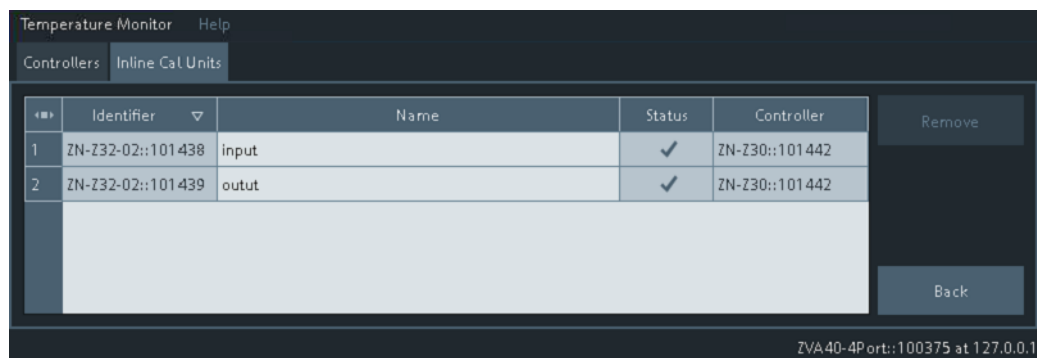 Temperature Monitor Help
Controllers Inline Cal Units
Identifier Name Status Controller
Remove
1 ZN-Z32-02::101438 input ZN-Z30::101442
2 ZN-Z32-02::101439 outut ZN-Z30::101442
Back
ZVA40-4Port::100375 at 127.0.0.1